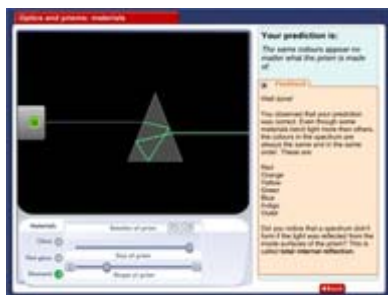 Optics and prisms: materials
Your prediction is:
The same colours appear no
matter what the prism is made
of
Feedback
Well done!
You observed that your prediction
was correct. Even though some
materials bend light more than others,
the colours in the spectrum are
always the same and in the same
order. These are:
Red
Orange
Yellow
Green
Blue
Indigo
Violet
Did you notice that a spectrum didn't
form if the light was reflected from the
inside surfaces of the prism? This is
called total internal reflection.
Materials
Rotation of prism
Glass
Size of prism
Diamond
Shape of prism